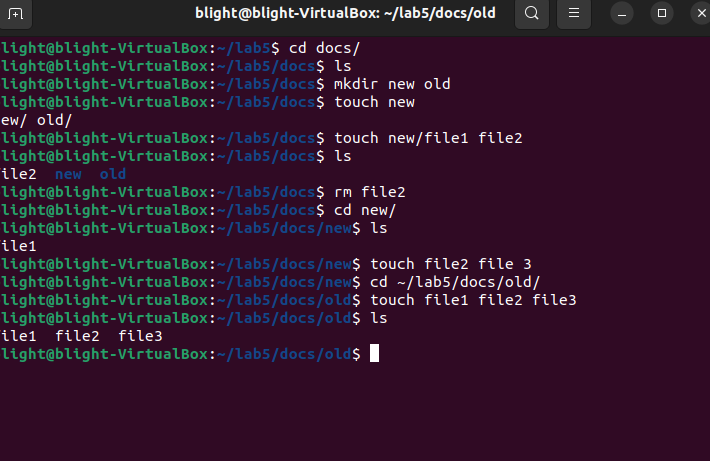 blight@blight-VirtualBox: ~/lab5/docs/old
light@blight-VirtualBox:~/lab5$ cd docs/
light@blight-VirtualBox:~/lab5/docs$ ls
light@blight-VirtualBox:~/lab5/docs$ mkdir new old
light@blight-VirtualBox:~/lab5/docs$ touch new
ew/ old/
light@blight-VirtualBox:~/lab5/docs$ touch new/file1 file2
light@blight-VirtualBox:~/lab5/docs$ ls
ile2  new  old
light@blight-VirtualBox:~/lab5/docs$ rm file2
light@blight-VirtualBox:~/lab5/docs$ cd new/
light@blight-VirtualBox:~/lab5/docs/new$ ls
ile1
light@blight-VirtualBox:~/lab5/docs/new$ touch file2 file 3
light@blight-VirtualBox:~/lab5/docs/new$ cd ~/lab5/docs/old/
light@blight-VirtualBox:~/lab5/docs/old$ touch file1 file2 file3
light@blight-VirtualBox:~/lab5/docs/old$ ls
ile1  file2  file3
light@blight-VirtualBox:~/lab5/docs/old$